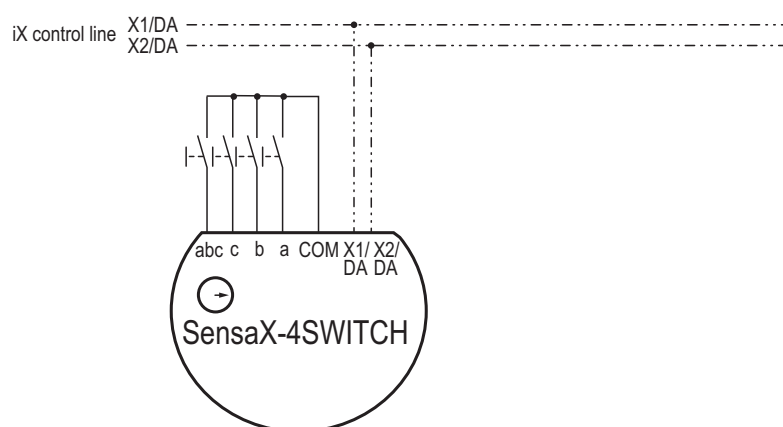 iX control line X1/DA
X2/DA
abc c b a COM X1/ X2/
DA DA
SensaX-4SWITCH